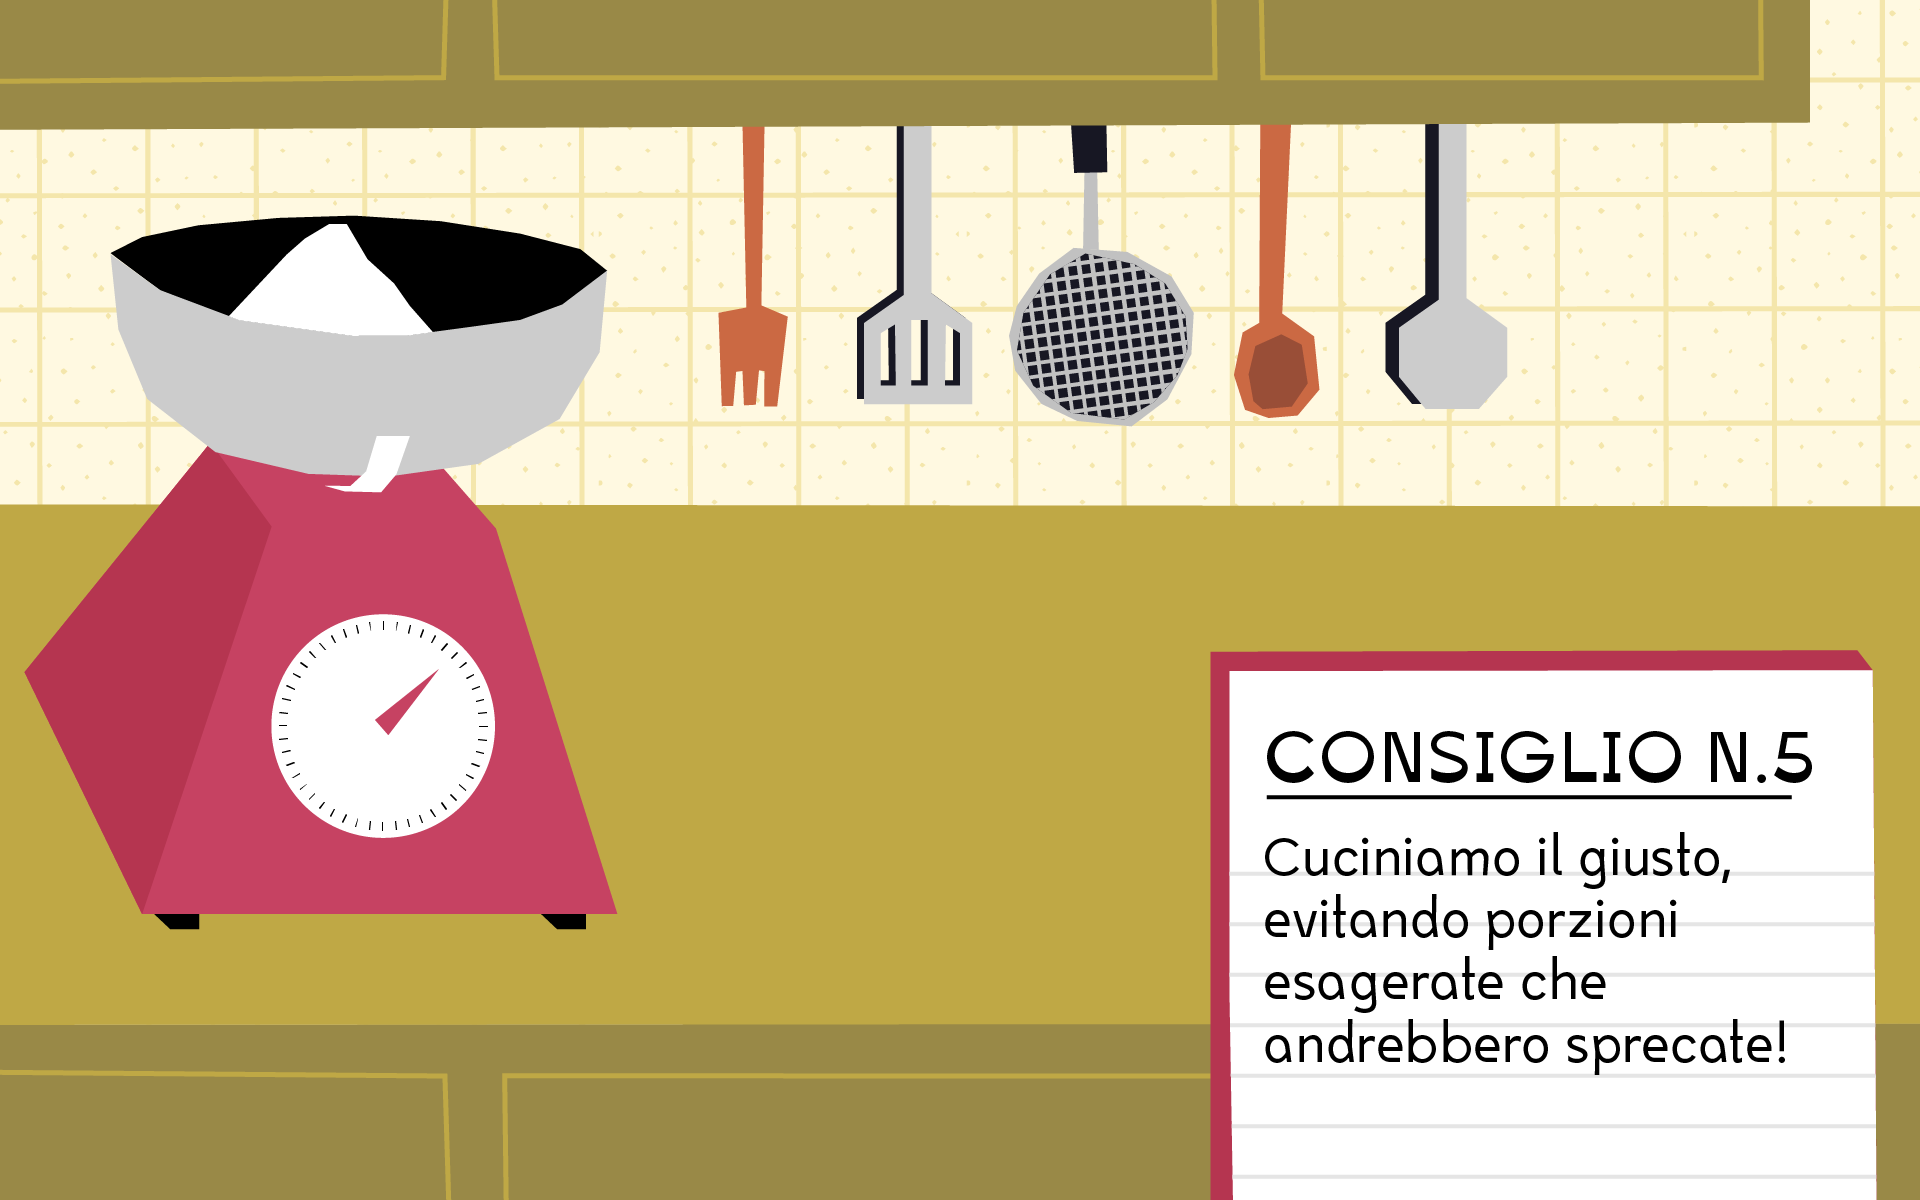 CONSIGLIO N.5
Cuciniamo il giusto,
evitando porzioni
esagerate che
andrebbero sprecate!